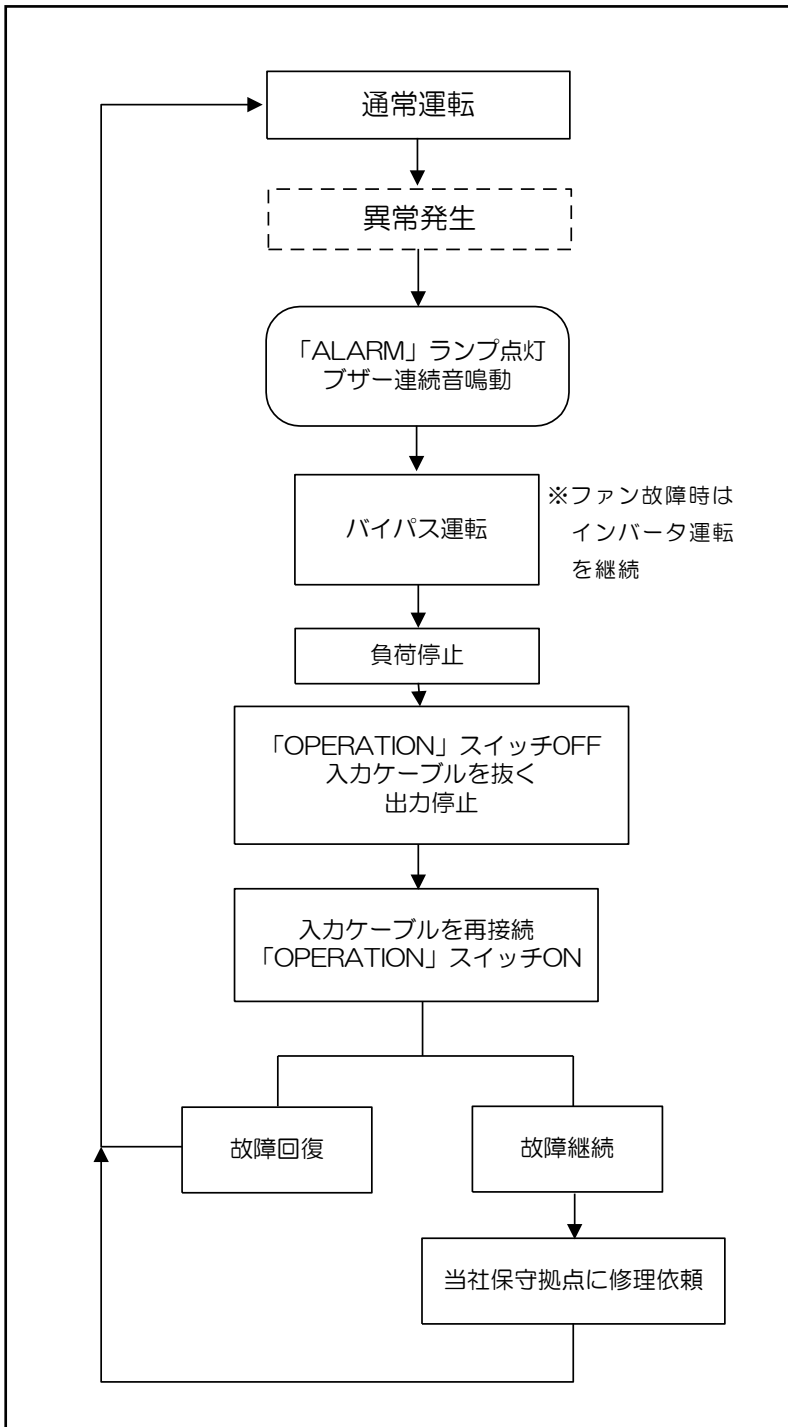 通常運転
異常発生
「ALARM」ランプ点灯
ブザー連続音鳴動
バイパス運転
※ファン故障時は
インバータ運転
を継続
負荷停止
「OPERATION」スイッチOFF
入力ケーブルを抜く
出力停止
入力ケーブルを再接続
「OPERATION」スイッチON
故障回復
故障継続
当社保守拠点に修理依頼